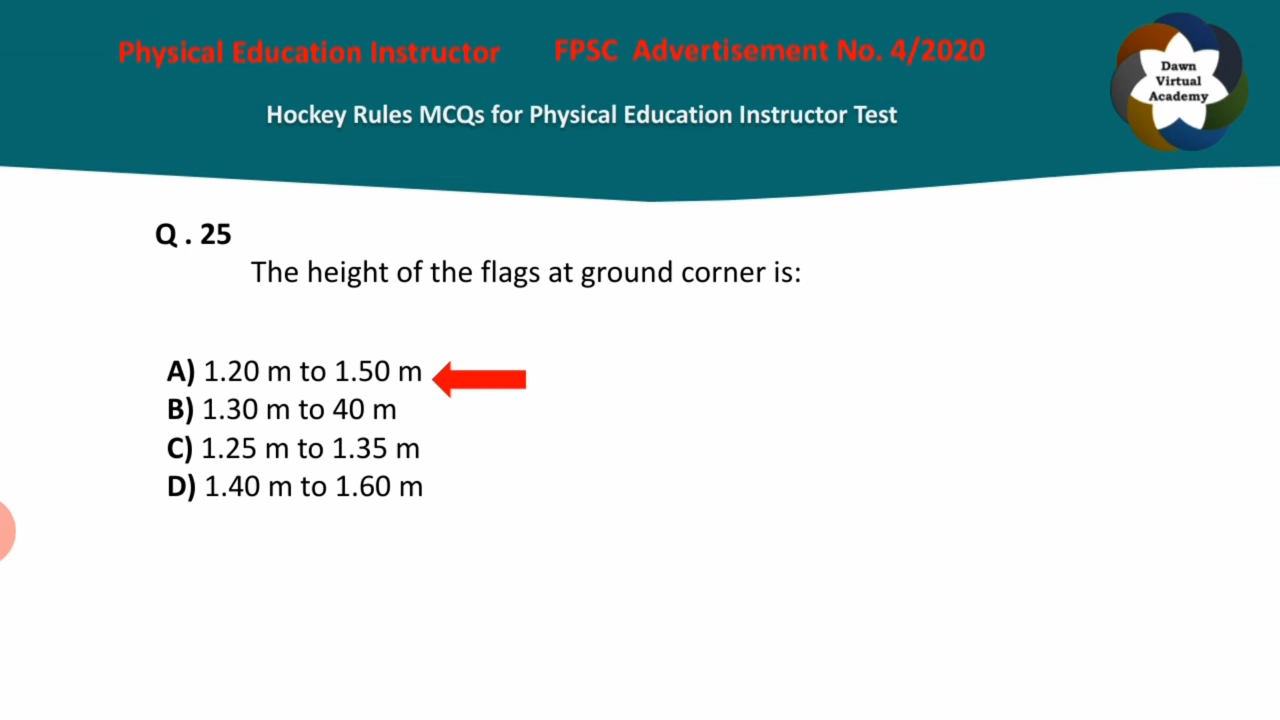 Physical Education Instructor FPSC Advertisement No. 4/2020
Hockey Rules MCQs for Physical Education Instructor Test
Dawn
Virtual
Academy
Q . 25
The height of the flags at ground corner is:
A) 1.20 m to 1.50 m
B) 1.30 m to 40 m
C) 1.25 m to 1.35 m
D) 1.40 m to 1.60 m